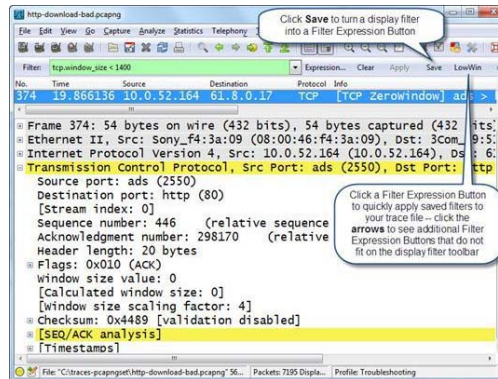 http-download-bad.pcapng
Click Save to turn a display filter
into a Filter Expression Button
File Edit View Go Capture Analyze Statistics Telephony
Filter: tcp.window_size < 1400 Expression... Clear Apply Save LowWin
No. Time Source Destination Protocol Info
374 19.866136 10.0.52.164 61.8.0.17 TCP [TCP ZeroWindow] ads >
Frame 374: 54 bytes on wire (432 bits), 54 bytes captured (432 bits)
Ethernet II, Src: Sony_f4:3a:09 (08:00:46:f4:3a:09), Dst: 3Com
Internet Protocol Version 4, Src: 10.0.52.164 (10.0.52.164), Ds
Transmission Control Protocol, Src Port: ads (2550), Dst Port: http
Source port: ads (2550)
Destination port: http (80)
[Stream index: 0]
Sequence number: 446 (relative sequence
Acknowledgment number: 298170 (relative
Header length: 20 bytes
Flags: 0x010 (ACK)
Window size value: 0
[Calculated window size: 0]
[Window size scaling factor: 4]
Checksum: 0x4489 [validation disabled]
[SEQ/ACK analysis]
[Timestamps]
Click a Filter Expression Button
to quickly apply saved filters to
your trace file -- click the
arrows to see additional Filter
Expression Buttons that do not
fit on the display filter toolbar
File: "C:\traces-pcapngset\http-download-bad.pcapng" 56... Packets: 7195 Displa... Profile: Troubleshooting